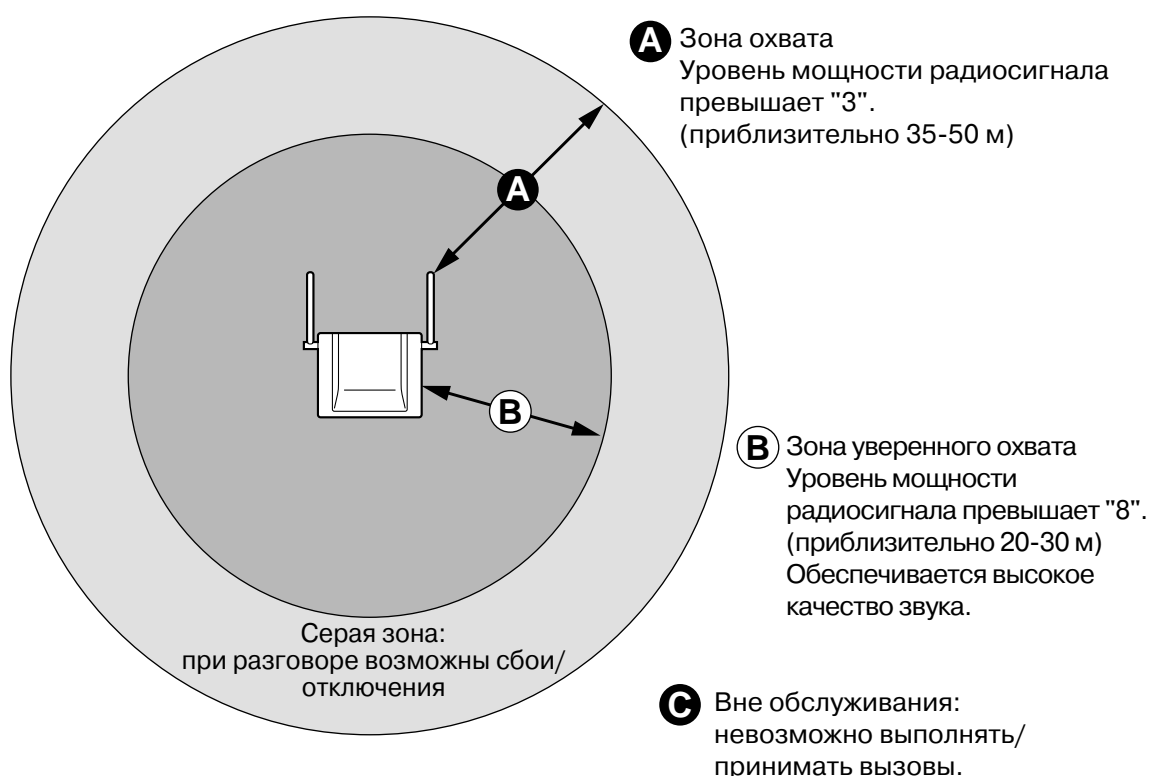 A Зона охвата
Уровень мощности радиосигнала
превышает "3".
(приблизительно 35-50 м)
A
B
B Зона уверенного охвата
Уровень мощности
радиосигнала превышает "8".
(приблизительно 20-30 м)
Обеспечивается высокое
качество звука.
Серая зона:
при разговоре возможны сбои/
отключения
C Вне обслуживания:
невозможно выполнять/
принимать вызовы.